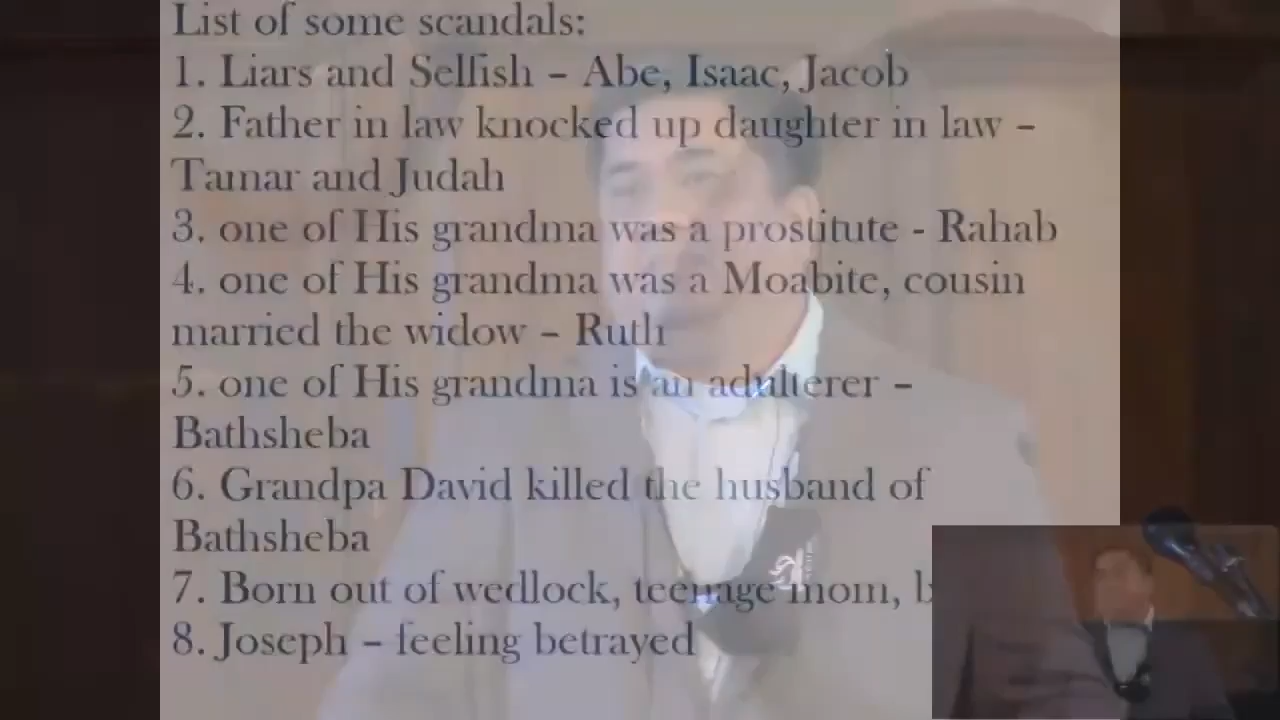 List of some scandals:
1. Liars and Selfish – Abe, Isaac, Jacob
2. Father in law knocked up daughter in law –
Tamar and Judah
3. one of His grandma was a prostitute - Rahab
4. one of His grandma was a Moabite, cousin
married the widow – Ruth
5. one of His grandma is an adulterer –
Bathsheba
6. Grandpa David killed the husband of
Bathsheba
7. Born out of wedlock, teenage mom,
8. Joseph – feeling betrayed